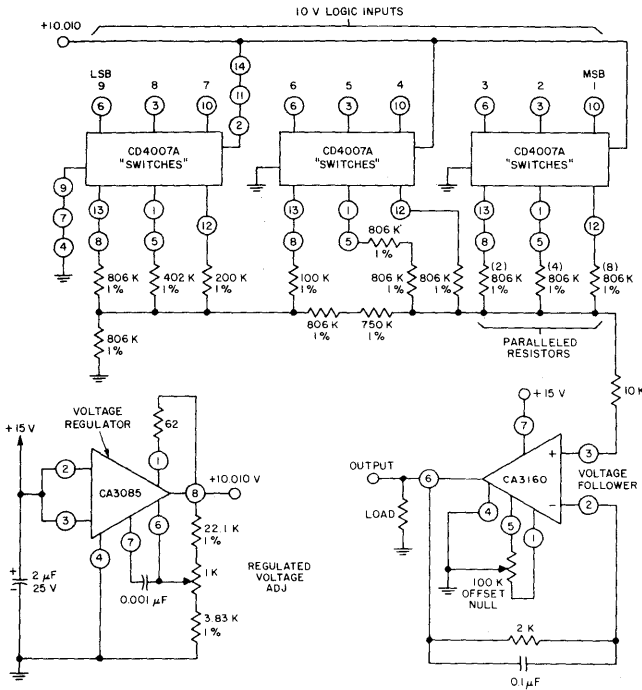 10 V LOGIC INPUTS
+10.010
LSB
9 8 7
6 5 4
3 2
MSB
1
14
11
2
6 3 10
6 3 10
6 3 10
CD4007A
"SWITCHES"
CD4007A
"SWITCHES"
CD4007A
"SWITCHES"
9
7
4
13 1 12
8 5
13 1 12
8 5
13 1 12
8 5
806 K
1%
806 K
1%
402 K
1%
200 K
1%
100 K
1%
806 K
1%
806 K
1%
(2)
806 K
1%
(4)
806 K
1%
(8)
806 K
1%
806 K
1%
806 K
1%
750 K
1%
PARALLELED
RESISTORS
10 K
VOLTAGE
REGULATOR
+15 V
62
2
3
1
CA3085
8
+10.010 V
4
7
6
22.1 K
1%
1K
REGULATED
VOLTAGE
ADJ
0.001 µF
3.83 K
1%
+
-
2 µF
25 V
+15 V
7
OUTPUT
6
CA3160
+
−
3
2
VOLTAGE
FOLLOWER
LOAD
4
5
1
100 K
OFFSET
NULL
2 K
0.1 µF